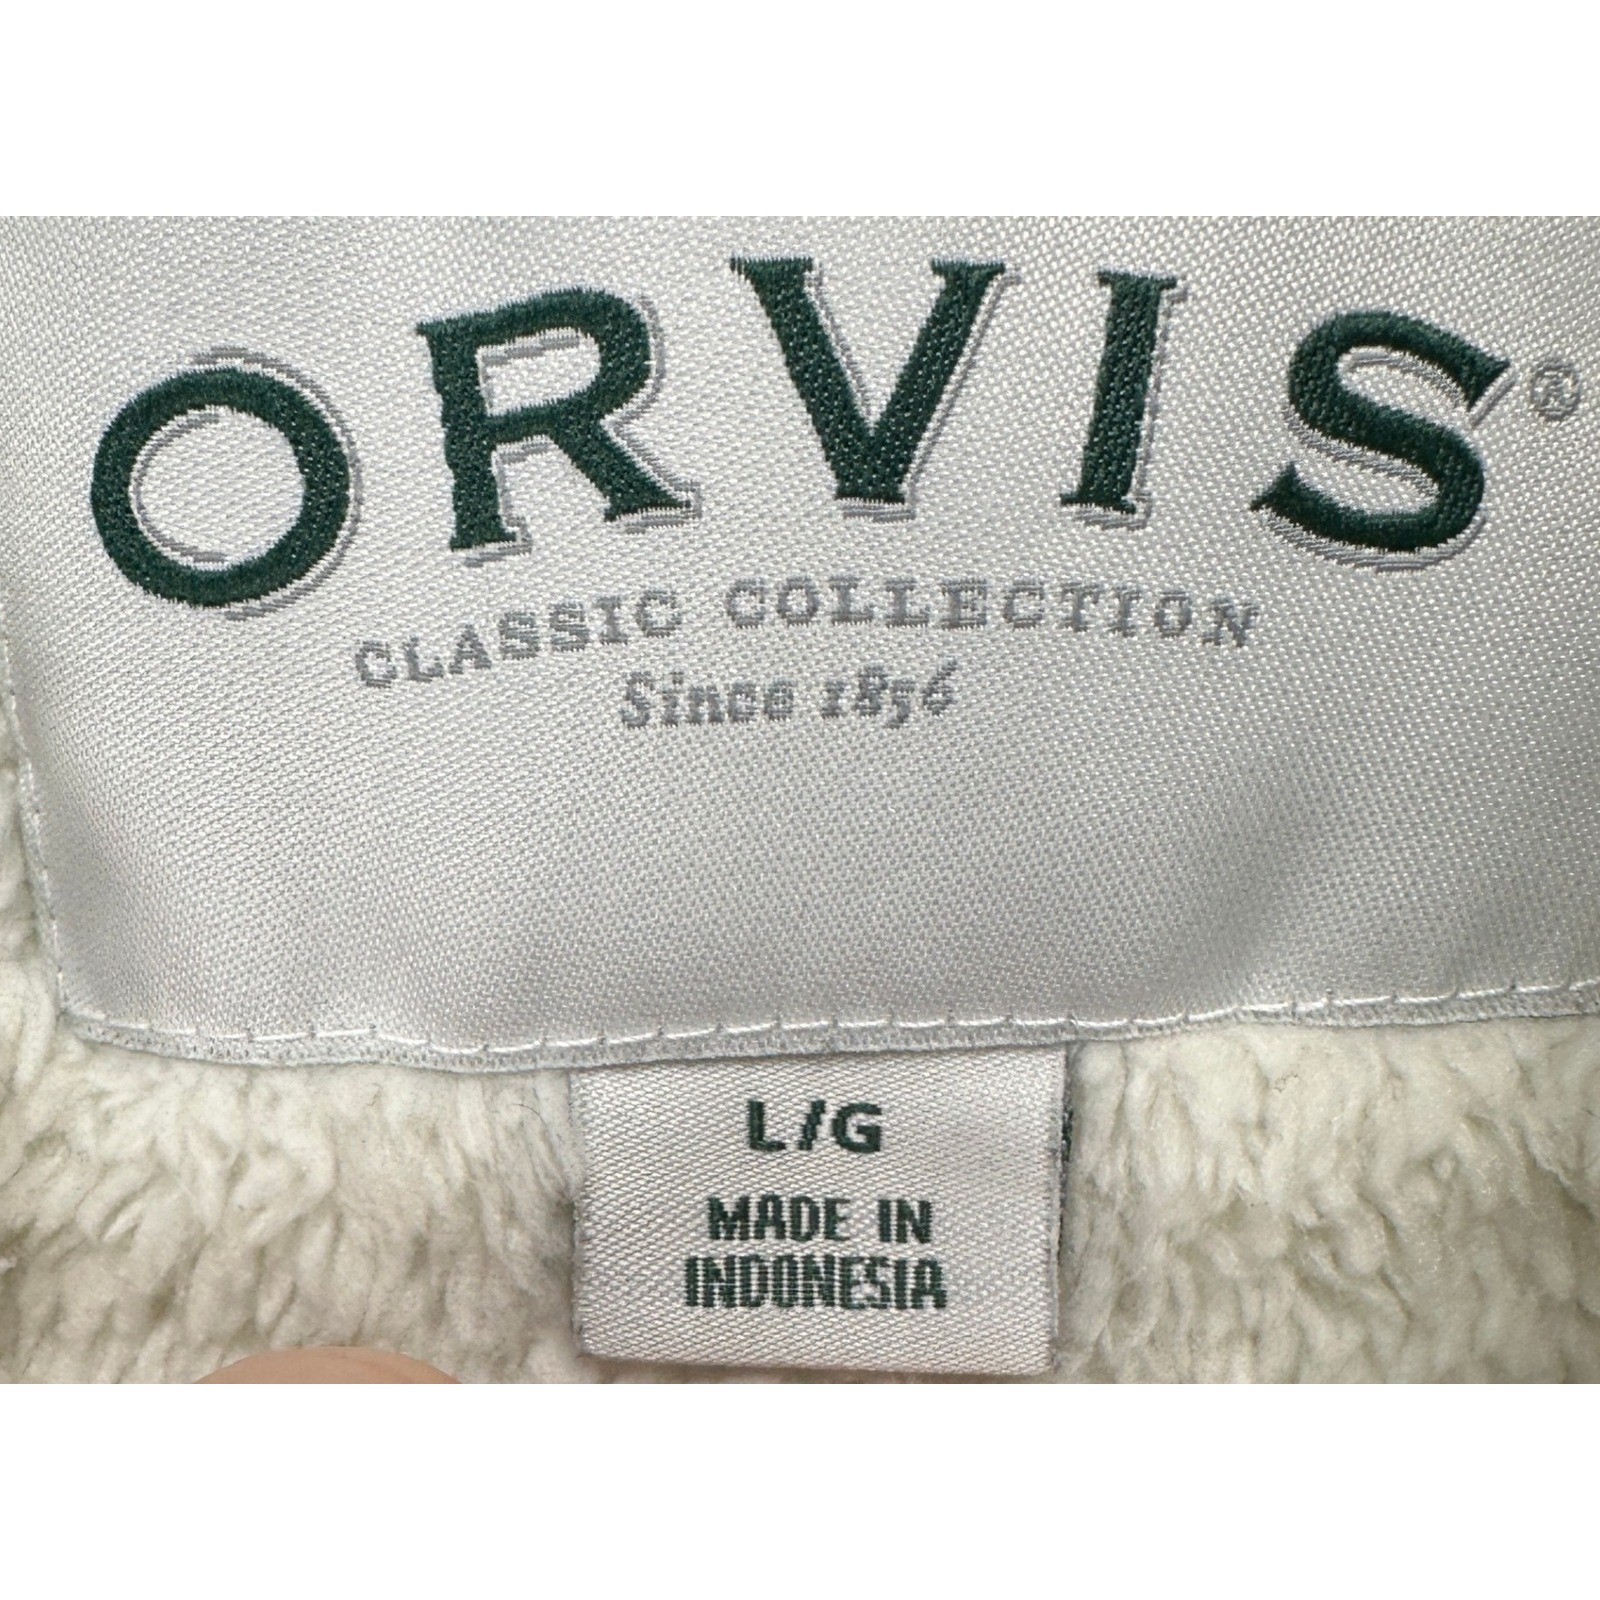 ORVIS®
CLASSIC COLLECTION
Since 1856
L/G
MADE IN
INDONESIA